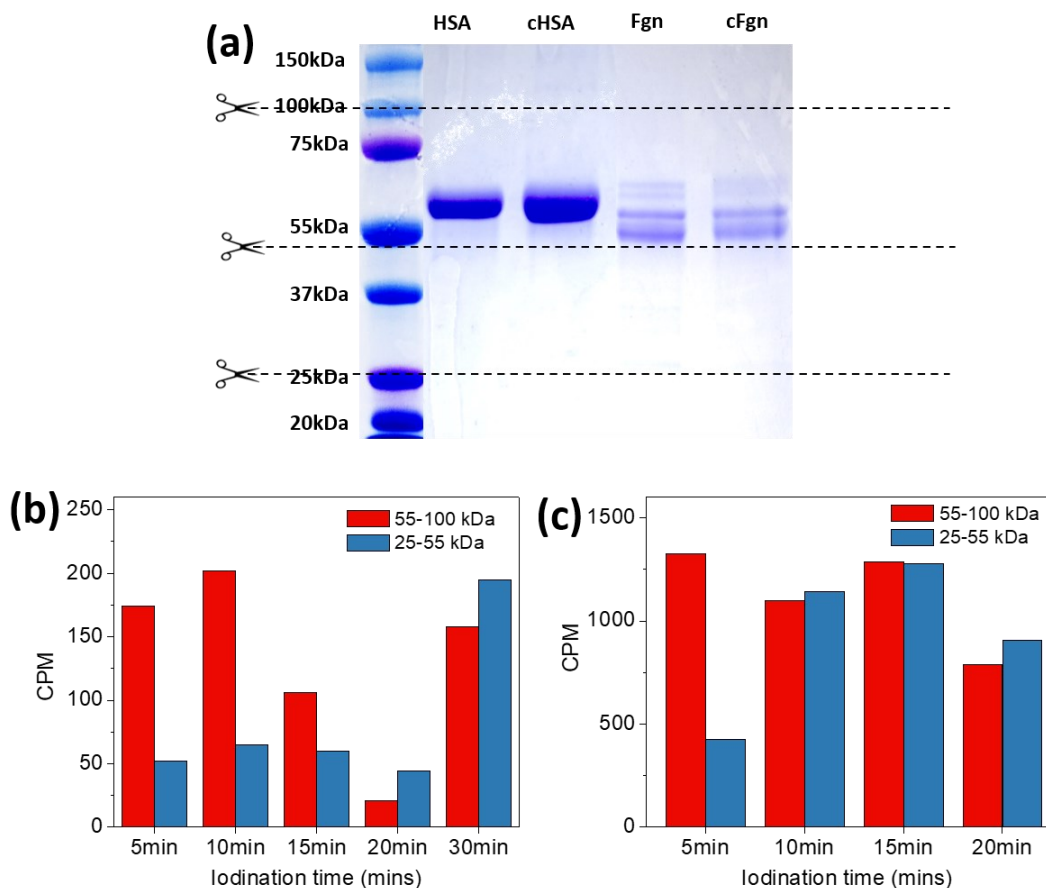 (a)
HSA cHSA Fgn cFgn
150kDa
100kDa
75kDa
55kDa
37kDa
25kDa
20kDa
(b)
250
200
150
100
50
0
CPM
55-100 kDa
25-55 kDa
5min 10min 15min 20min 30min
Iodination time (mins)
(c)
1500
1000
500
0
CPM
55-100 kDa
25-55 kDa
5min 10min 15min 20min
Iodination time (mins)